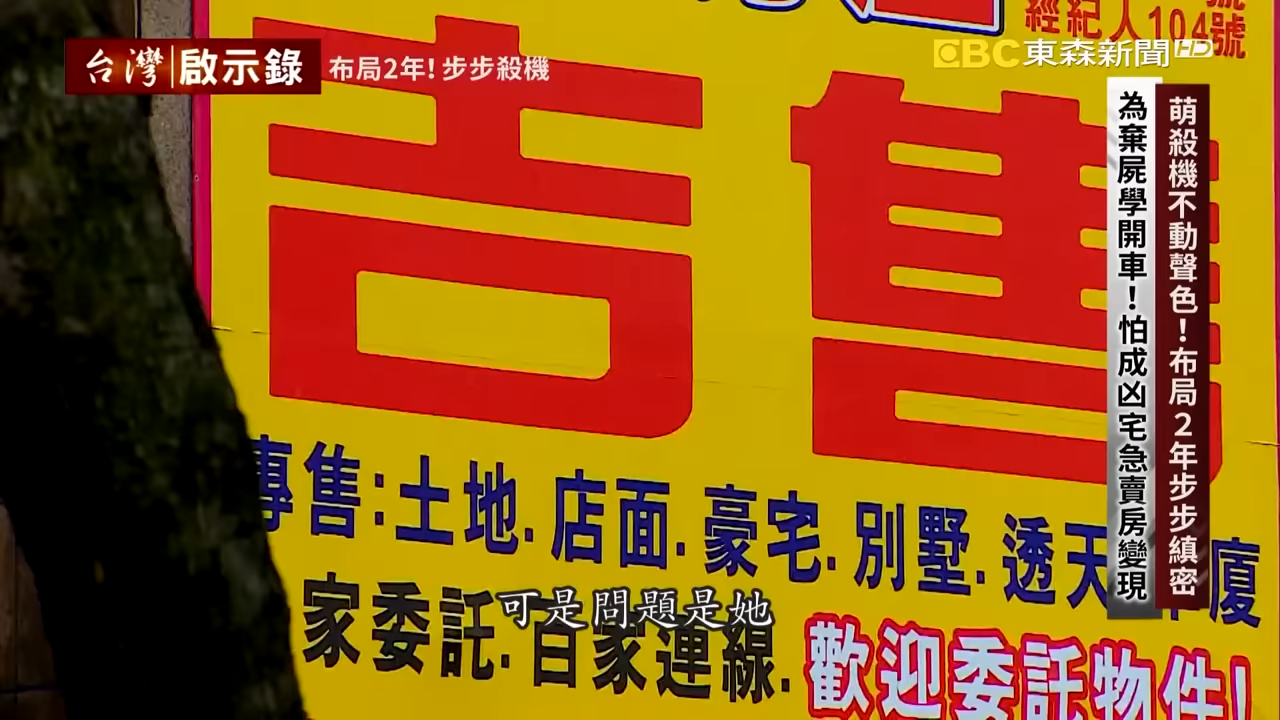 台灣啟示錄
布局2年!步步殺機
EBC東森新聞HD
經紀人104號
萌殺機不動聲色!布局2年步步縝密
為棄屍學開車!怕成凶宅急賣房變現
吉售
專售:土地.店面.豪宅.別墅.透天
廈
家委託.百家連線.
歡迎委託物件!
可是問題是她